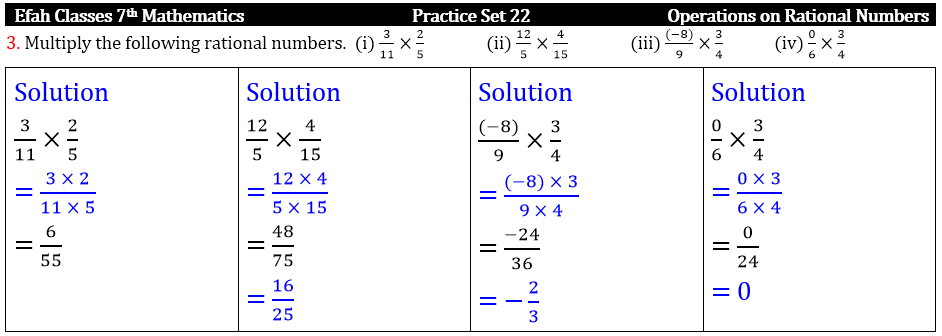 Efah Classes 7th Mathematics Practice Set 22 Operations on Rational Numbers
3. Multiply the following rational numbers. (i) 3/11 × 2/5 (ii) 12/5 × 4/15 (iii) (−8)/9 × 3/4 (iv) 0/6 × 3/4
Solution
3/11 × 2/5
= 3 × 2/11 × 5
= 6/55
Solution
12/5 × 4/15
= 12 × 4/5 × 15
= 48/75
= 16/25
Solution
(−8)/9 × 3/4
= (−8) × 3/9 × 4
= −24/36
= − 2/3
Solution
0/6 × 3/4
= 0 × 3/6 × 4
= 0/24
= 0